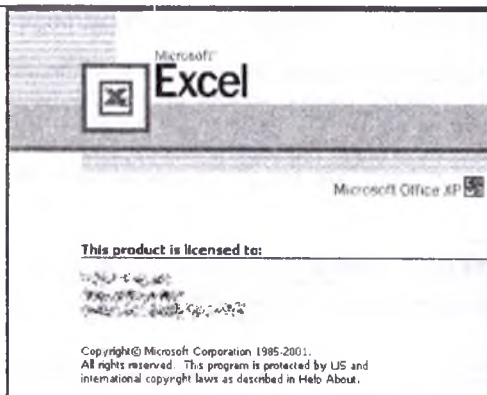 Microsoft
Excel
Microsoft Office XP
This product is licensed to:
Copyright© Microsoft Corporation 1985-2001.
All rights reserved. This program is protected by US and
international copyright laws as described in Help About.